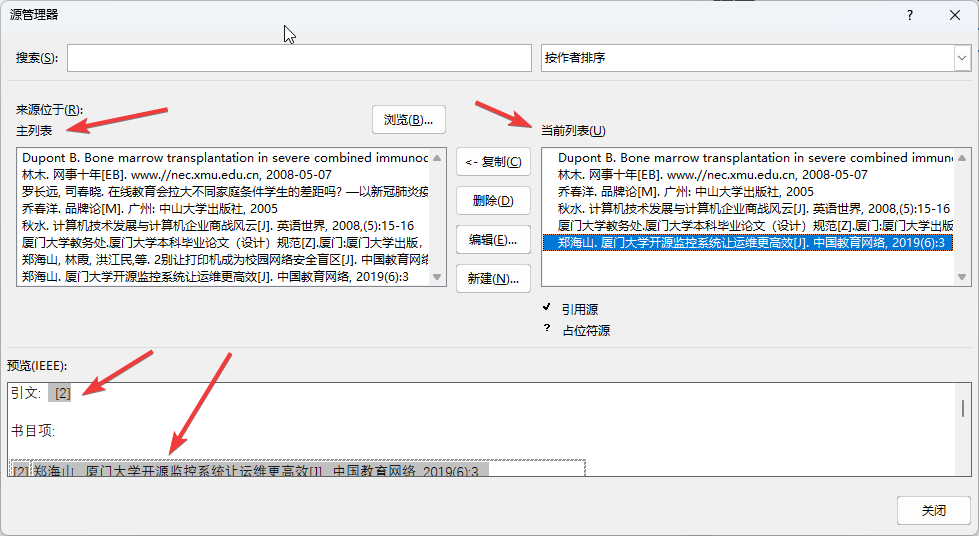 源管理器
?
搜索(S):
按作者排序
来源位于(R):
主列表
浏览(B)...
当前列表(U)
Dupont B. Bone marrow transplantation in severe combined immunoc
林木. 网事十年[EB]. www.//nec.xmu.edu.cn, 2008-05-07
罗长远, 司春晓. 在线教育会拉大不同家庭条件学生的差距吗? —以新冠肺炎疫
乔春洋. 品牌论[M]. 广州: 中山大学出版社, 2005
秋水. 计算机技术发展与计算机企业商战风云[J]. 英语世界, 2008,(5):15-16
厦门大学教务处.厦门大学本科毕业论文（设计）规范[Z].厦门:厦门大学出版,
郑海山, 林霞, 洪江民,等. 2别让打印机成为校园网络安全盲区[J]. 中国教育网
郑海山. 厦门大学开源监控系统让运维更高效[J]. 中国教育网络, 2019(6):3
<- 复制(C)
删除(D)
编辑(E)...
新建(N)...
Dupont B. Bone marrow transplantation in severe combined immunoc
林木. 网事十年[EB]. www.//nec.xmu.edu.cn, 2008-05-07
乔春洋. 品牌论[M]. 广州: 中山大学出版社, 2005
秋水. 计算机技术发展与计算机企业商战风云[J]. 英语世界, 2008,(5):15-16
厦门大学教务处.厦门大学本科毕业论文（设计）规范[Z].厦门:厦门大学出版
郑海山. 厦门大学开源监控系统让运维更高效[J]. 中国教育网络, 2019(6):3
引用源
? 占位符源
预览(IEEE):
引文: [2]
书目项:
[2] 郑海山. 厦门大学开源监控系统让运维更高效[J]. 中国教育网络, 2019(6):3
关闭